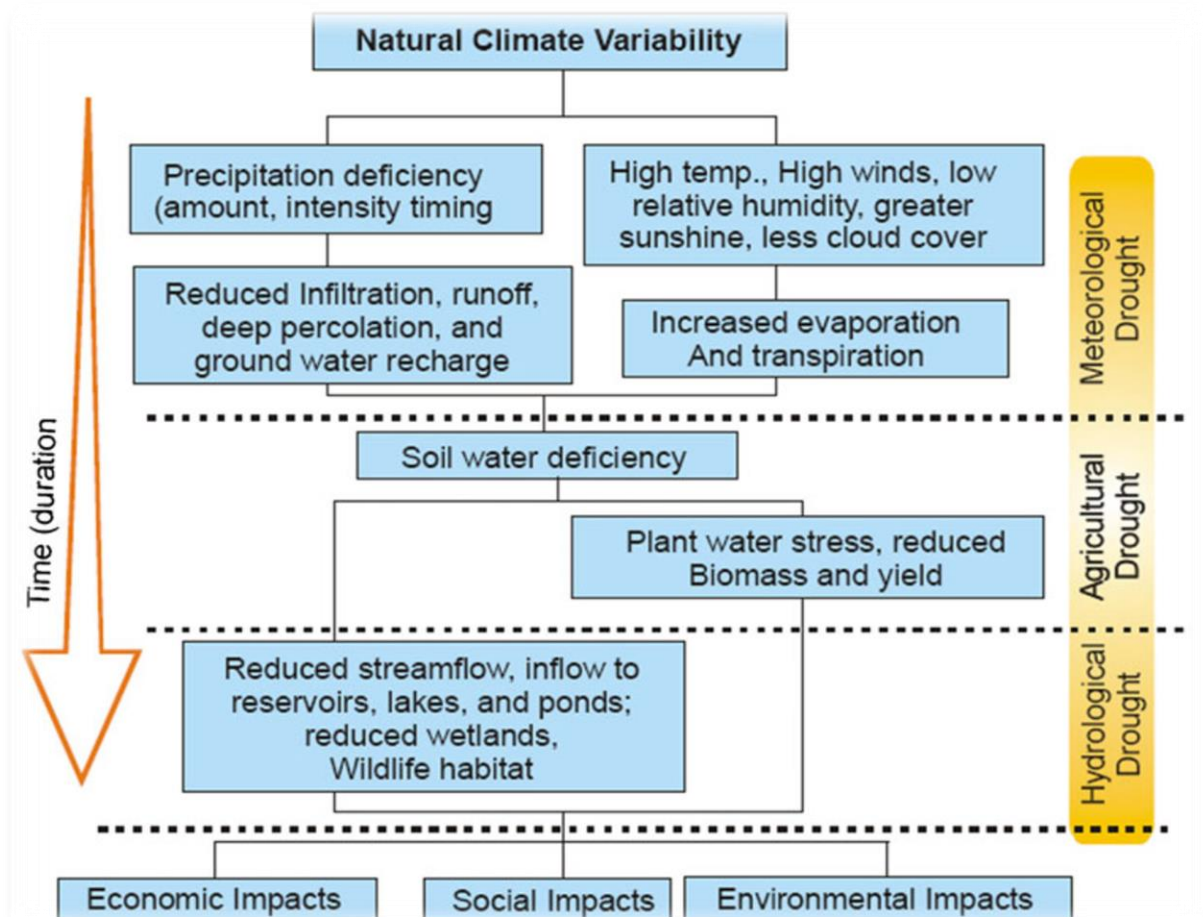 Natural Climate Variability
Precipitation deficiency
(amount, intensity timing
High temp., High winds, low
relative humidity, greater
sunshine, less cloud cover
Reduced Infiltration, runoff,
deep percolation, and
ground water recharge
Increased evaporation
And transpiration
Meteorological
Drought
Time (duration
Soil water deficiency
Plant water stress, reduced
Biomass and yield
Agricultural
Drought
Reduced streamflow, inflow to
reservoirs, lakes, and ponds;
reduced wetlands,
Wildlife habitat
Hydrological
Drought
Economic Impacts
Social Impacts
Environmental Impacts